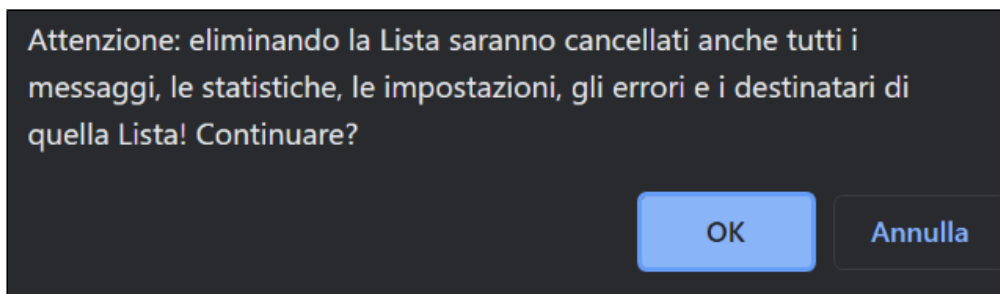 Attenzione: eliminando la Lista saranno cancellati anche tutti i
messaggi, le statistiche, le impostazioni, gli errori e i destinatari di
quella Lista! Continuare?
OK Annulla